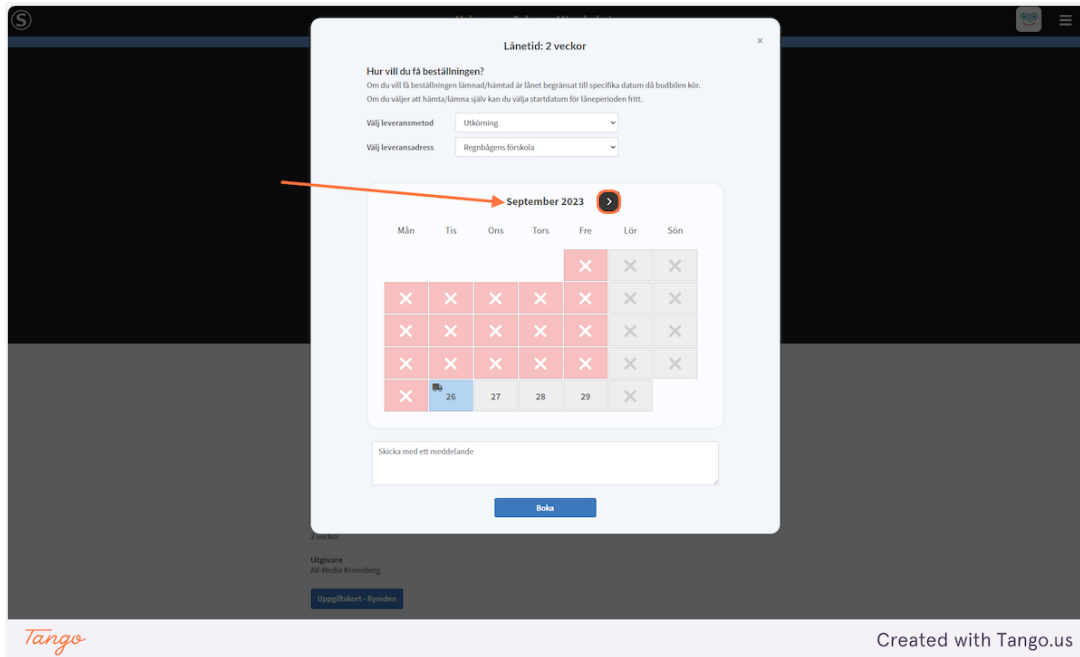 Lånetid: 2 veckor
×
Hur vill du få beställningen?
Om du vill få beställningen lämnad/hämtad är lånet begränsat till specifika datum då budbilen kör.
Om du väljer att hämta/lämna själv kan du välja startdatum för låneperioden fritt.
Välj leveransmetod Utkörning
Välj leveransadress Regnbågens förskola
September 2023
Mån Tis Ons Tors Fre Lör Sön
26 27 28 29
Skicka med ett meddelande
Boka
2 veckor
Utgivare
AV-Media Kronoberg
Uppgiftskort - Rymden
Tango
Created with Tango.us